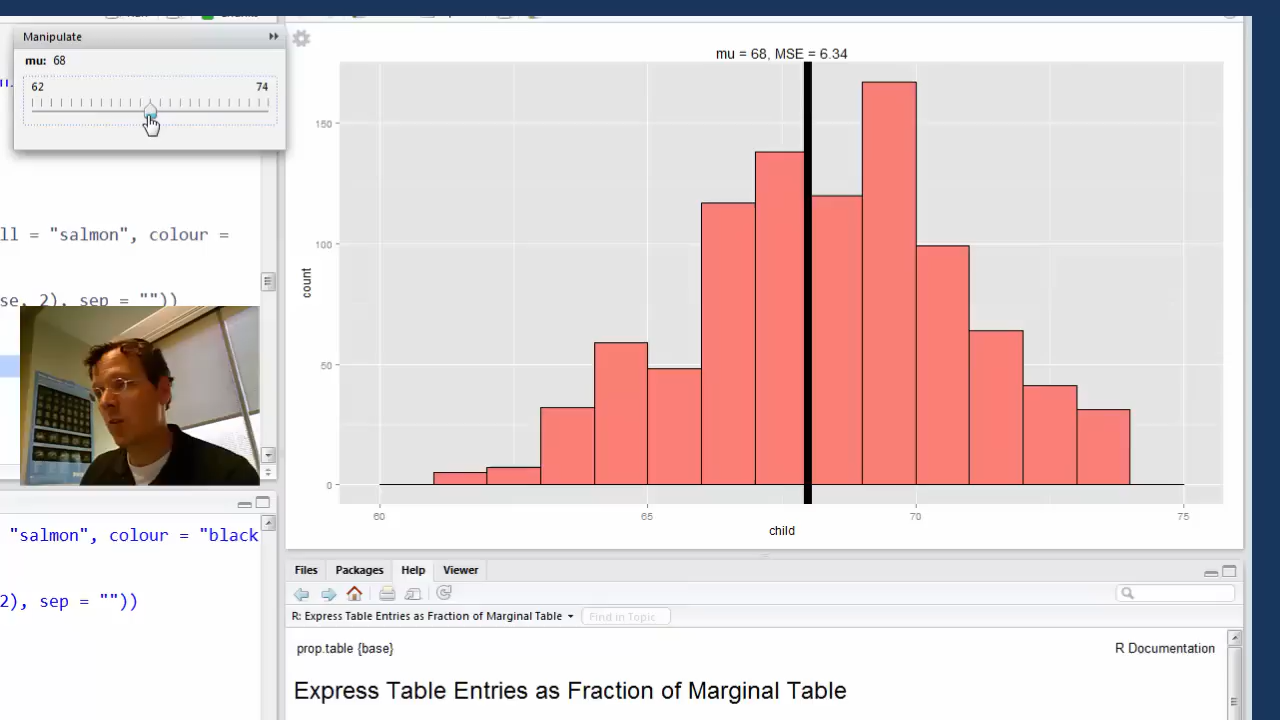 Manipulate
mu: 68
62 74
ll = "salmon", colour =
se, 2), sep = ""))
"salmon", colour = "black
2), sep = ""))
mu = 68, MSE = 6.34
150
100
50
0
count
60 65 70 75
child
Files Packages Help Viewer
R: Express Table Entries as Fraction of Marginal Table Find in Topic
prop.table {base} R Documentation
Express Table Entries as Fraction of Marginal Table